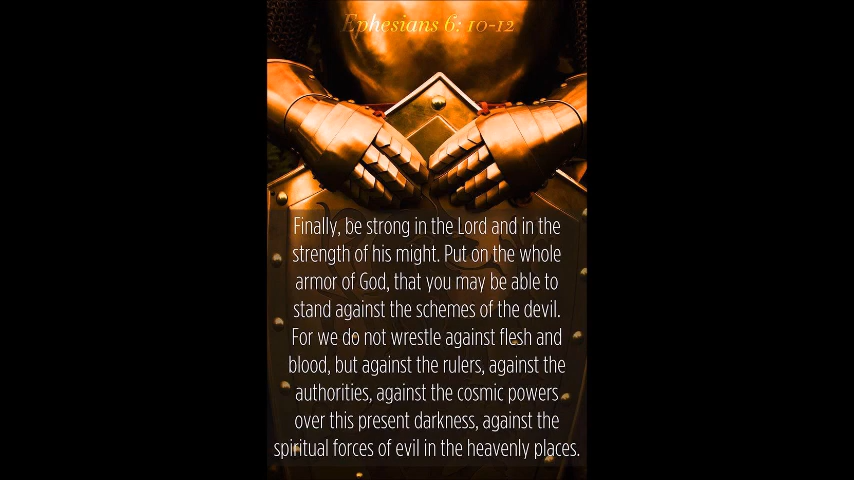 Ephesians 6: 10-12
Finally, be strong in the Lord and in the
strength of his might. Put on the whole
armor of God, that you may be able to
stand against the schemes of the devil.
For we do not wrestle against flesh and
blood, but against the rulers, against the
authorities, against the cosmic powers
over this present darkness, against the
spiritual forces of evil in the heavenly places.